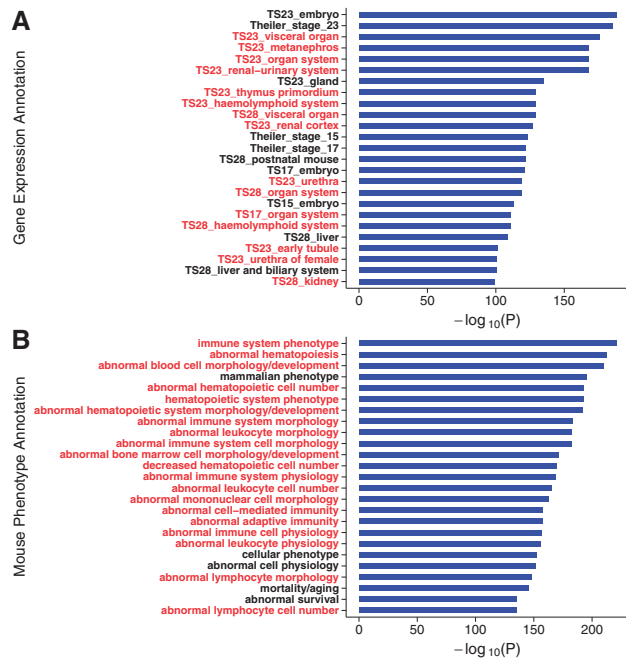 A
Gene Expression Annotation
TS23_embryo
Theiler_stage_23
TS23_visceral organ
TS23_metanephros
TS23_organ system
TS23_renal−urinary system
TS23_gland
TS23_thymus primordium
TS23_haemolymphoid system
TS28_visceral organ
TS23_renal cortex
Theiler_stage_15
Theiler_stage_17
TS28_postnatal mouse
TS17_embryo
TS23_urethra
TS28_organ system
TS15_embryo
TS17_organ system
TS28_haemolymphoid system
TS28_liver
TS23_early tubule
TS23_urethra of female
TS28_liver and biliary system
TS28_kidney
0 50 100 150
−log10(P)
B
Mouse Phenotype Annotation
immune system phenotype
abnormal hematopoiesis
abnormal blood cell morphology/development
mammalian phenotype
abnormal hematopoietic cell number
hematopoietic system phenotype
abnormal hematopoietic system morphology/development
abnormal immune system morphology
abnormal leukocyte morphology
abnormal immune system cell morphology
abnormal bone marrow cell morphology/development
decreased hematopoietic cell number
abnormal immune system physiology
abnormal leukocyte cell number
abnormal mononuclear cell morphology
abnormal cell−mediated immunity
abnormal adaptive immunity
abnormal immune cell physiology
abnormal leukocyte physiology
cellular phenotype
abnormal cell physiology
abnormal lymphocyte morphology
mortality/aging
abnormal survival
abnormal lymphocyte cell number
0 50 100 150 200
−log10(P)